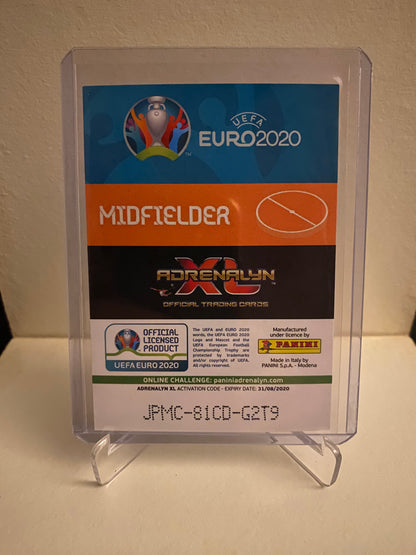 UEFA
EURO2020
MIDFIELDER
ADRENALYN
XL™
OFFICIAL TRADING CARDS
OFFICIAL
LICENSED
PRODUCT
UEFA EURO 2020
The UEFA and EURO 2020
words, the UEFA EURO 2020
Logo and Mascot and the
UEFA European Football
Championship Trophy are
protected by trademarks
and/or copyright of UEFA.
All rights reserved.
Manufactured
under licence by
PANINI
Made in Italy by
PANINI S.p.A. - Modena
ONLINE CHALLENGE: paniniadrenalyn.com
ADRENALYN XL ACTIVATION CODE - EXPIRY DATE: 31/08/2020
JPMC-81CD-G2T9